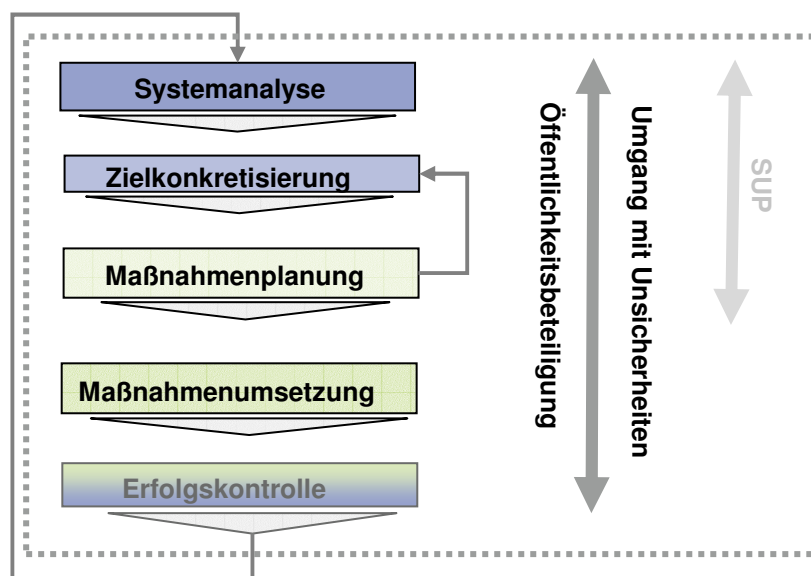 Systemanalyse
Zielkonkretisierung
Maßnahmenplanung
Maßnahmenumsetzung
Erfolgskontrolle
Öffentlichkeitsbeteiligung
Umgang mit Unsicherheiten
SUP